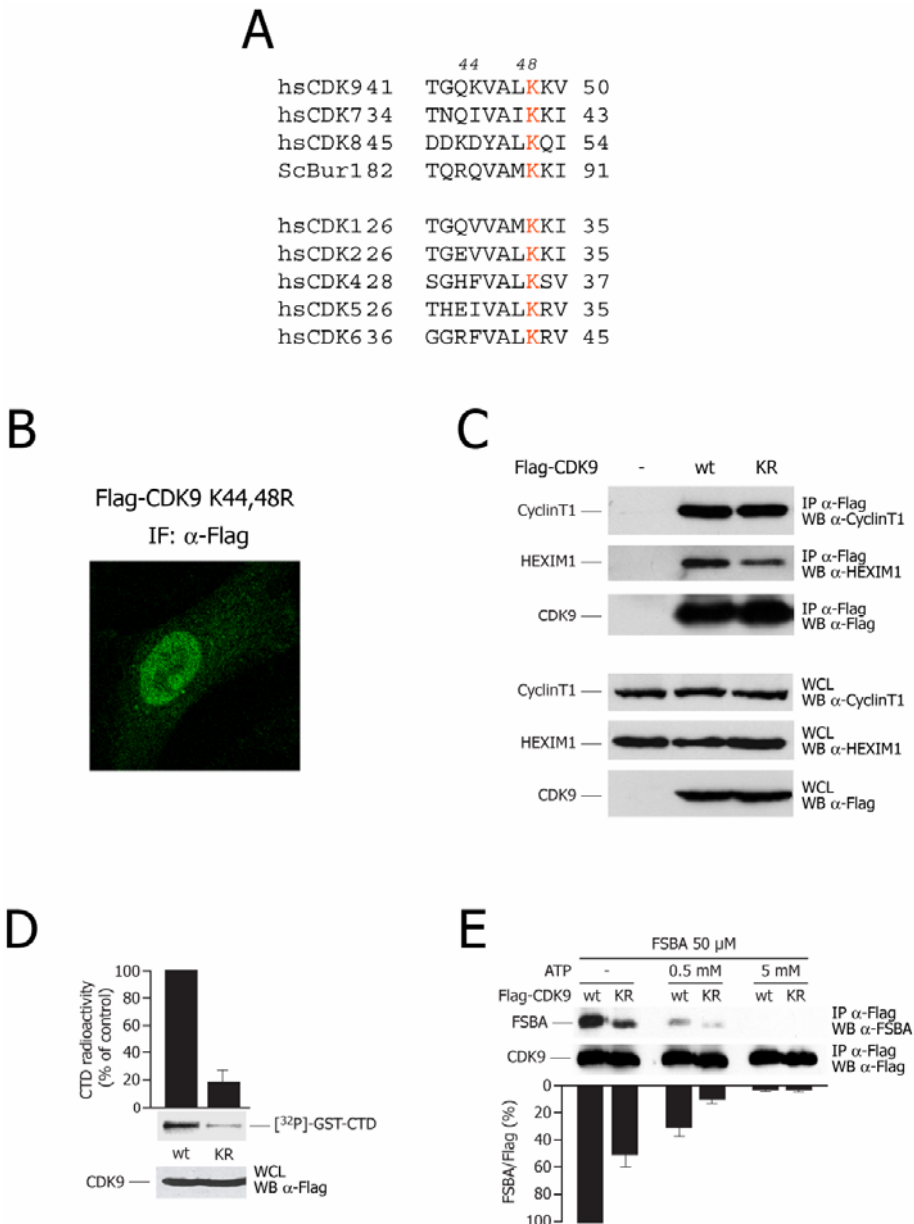 A
44 48
hsCDK9 41 TGQKVALKKV 50
hsCDK7 34 TNQIVAIKKI 43
hsCDK8 45 DDKDYALKQI 54
ScBur1 82 TQRQVAMKKI 91
hsCDK1 26 TGQVVAMKKI 35
hsCDK2 26 TGEVVALKKI 35
hsCDK4 28 SGHFVALKSV 37
hsCDK5 26 THEIVALKRV 35
hsCDK6 36 GGRFVALKRV 45
B
Flag-CDK9 K44,48R
IF: α-Flag
C
Flag-CDK9 - wt KR
CyclinT1 IP α-Flag
WB α-CyclinT1
HEXIM1 IP α-Flag
WB α-HEXIM1
CDK9 IP α-Flag
WB α-Flag
CyclinT1 WCL
WB α-CyclinT1
HEXIM1 WCL
WB α-HEXIM1
CDK9 WCL
WB α-Flag
D
CTD radioactivity
(% of control)
100
80
60
40
20
0
[³²P]-GST-CTD
wt KR
CDK9 WCL
WB α-Flag
E
FSBA 50 µM
ATP - 0.5 mM 5 mM
Flag-CDK9 wt KR wt KR wt KR
FSBA IP α-Flag
WB α-FSBA
CDK9 IP α-Flag
WB α-Flag
FSBA/Flag (%)
0
20
40
60
80
100